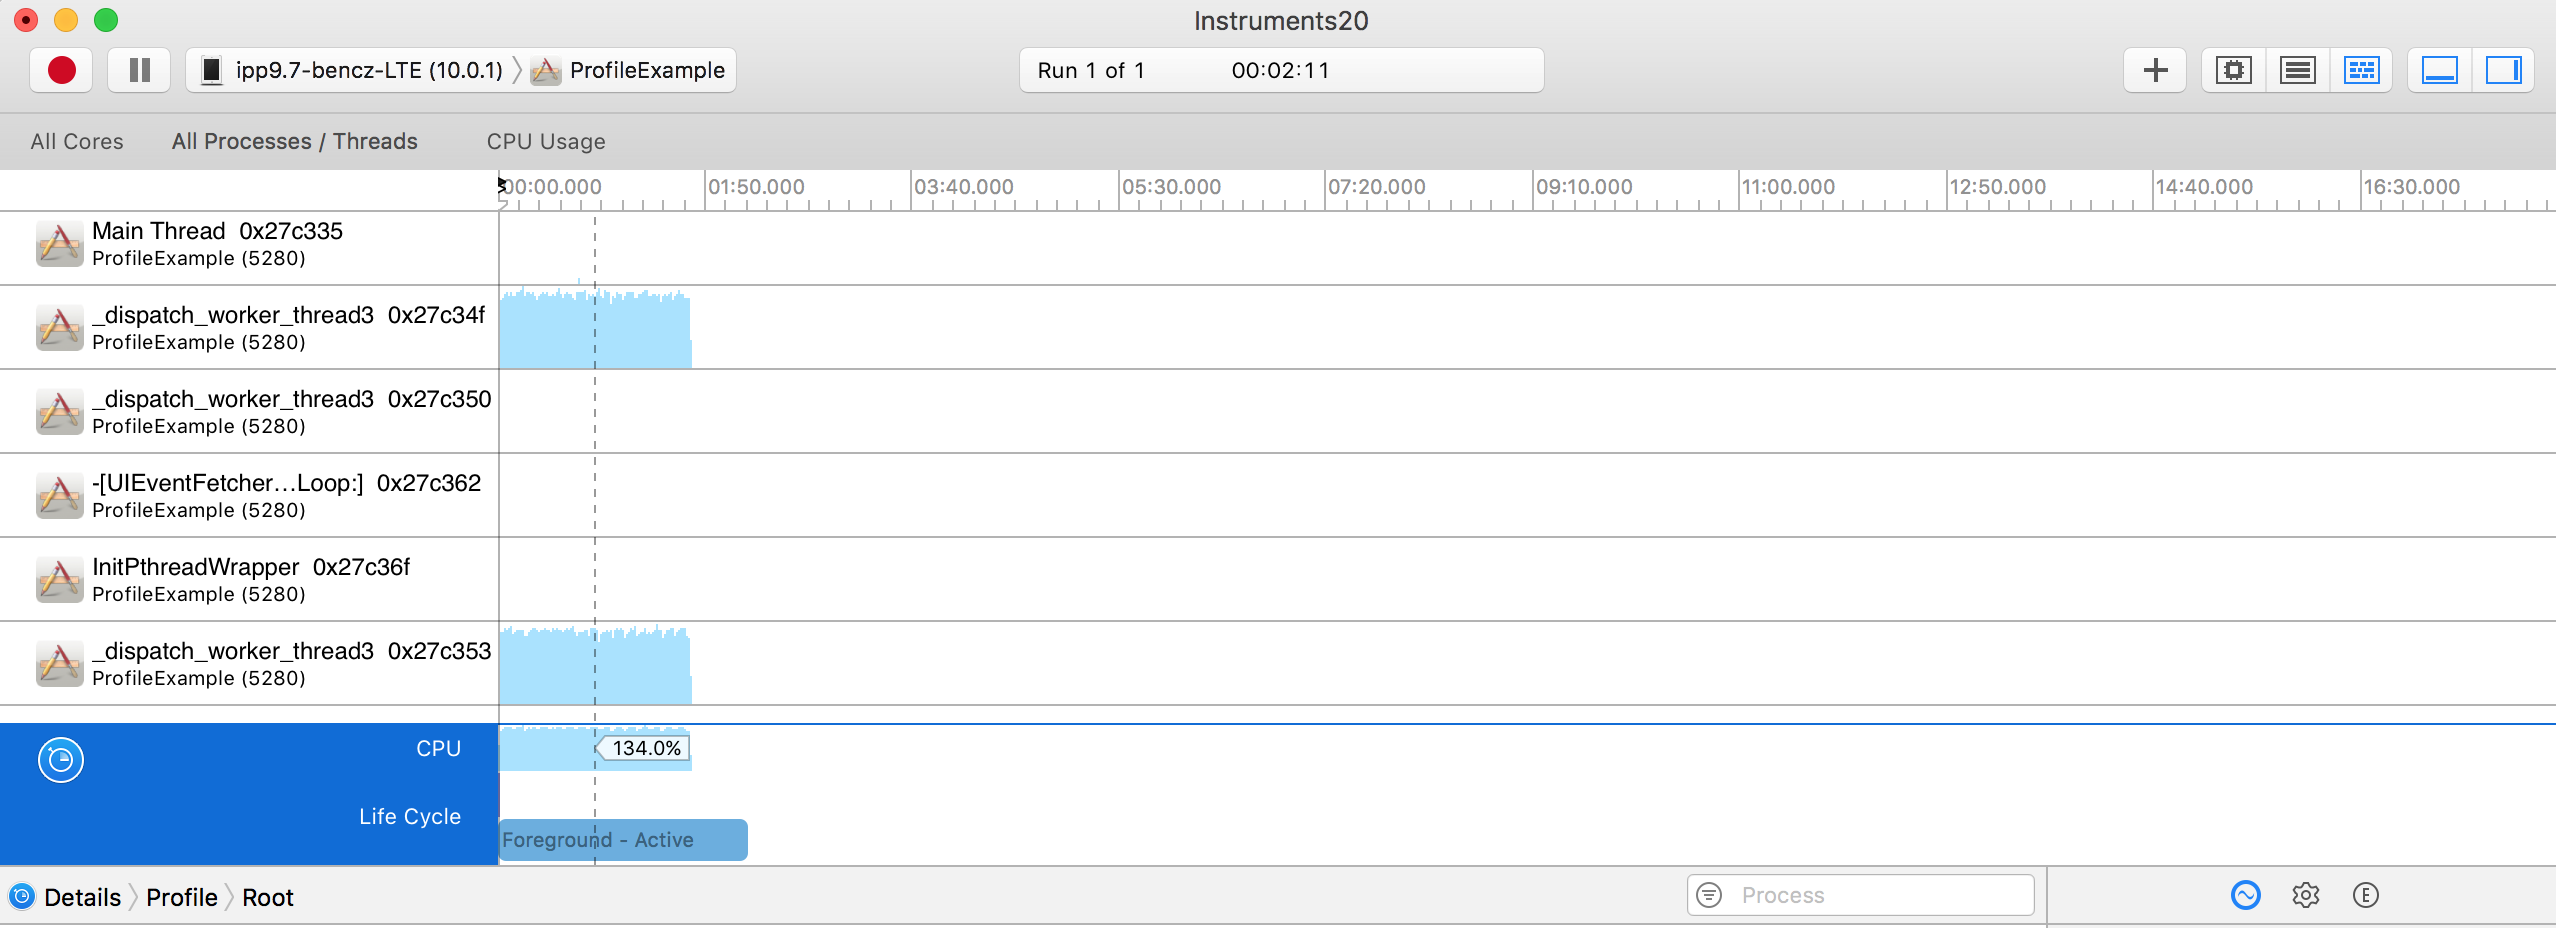 Instruments20
ipp9.7-bencz-LTE (10.0.1) ProfileExample Run 1 of 1 00:02:11
All Cores All Processes / Threads CPU Usage
00:00.000 01:50.000 03:40.000 05:30.000 07:20.000 09:10.000 11:00.000 12:50.000 14:40.000 16:30.000
Main Thread 0x27c335
ProfileExample (5280)
_dispatch_worker_thread3 0x27c34f
ProfileExample (5280)
_dispatch_worker_thread3 0x27c350
ProfileExample (5280)
-[UIEventFetcher…Loop:] 0x27c362
ProfileExample (5280)
InitPthreadWrapper 0x27c36f
ProfileExample (5280)
_dispatch_worker_thread3 0x27c353
ProfileExample (5280)
CPU 134.0%
Life Cycle
Foreground - Active
Details Profile Root Process E